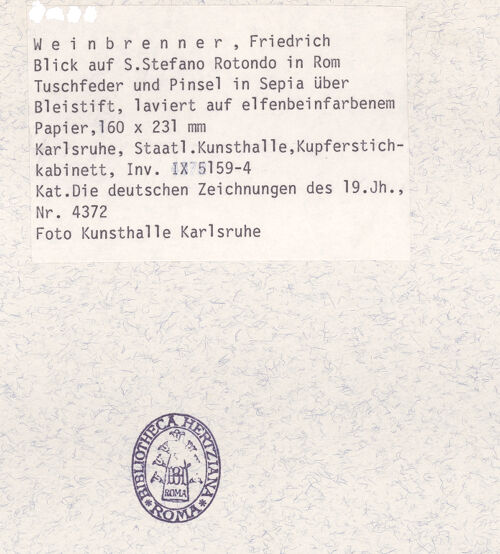 Weinbrenner, Friedrich
Blick auf S.Stefano Rotondo in Rom
Tuschfeder und Pinsel in Sepia über
Bleistift, laviert auf elfenbeinfarbenem
Papier,160 x 231 mm
Karlsruhe, Staatl.Kunsthalle,Kupferstich-
kabinett, Inv. IX 5159-4
Kat.Die deutschen Zeichnungen des 19.Jh.,
Nr. 4372
Foto Kunsthalle Karlsruhe
BIBLIOTHECA HERTZIANA
ROMA
ROMA